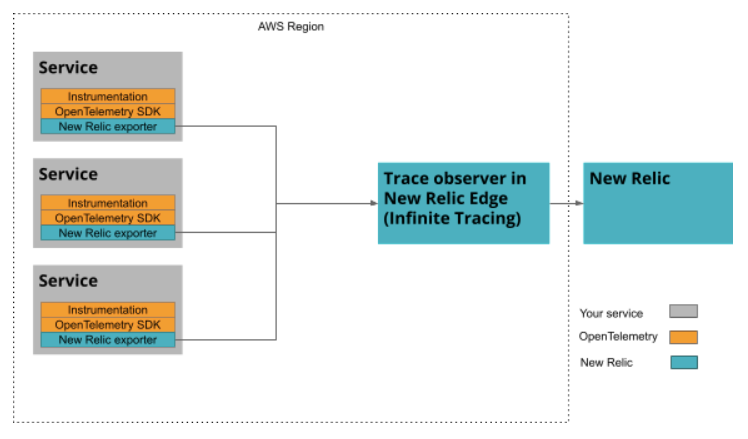 AWS Region
Service
Instrumentation
OpenTelemetry SDK
New Relic exporter
Service
Instrumentation
OpenTelemetry SDK
New Relic exporter
Service
Instrumentation
OpenTelemetry SDK
New Relic exporter
Trace observer in
New Relic Edge
(Infinite Tracing)
New Relic
Your service
OpenTelemetry
New Relic